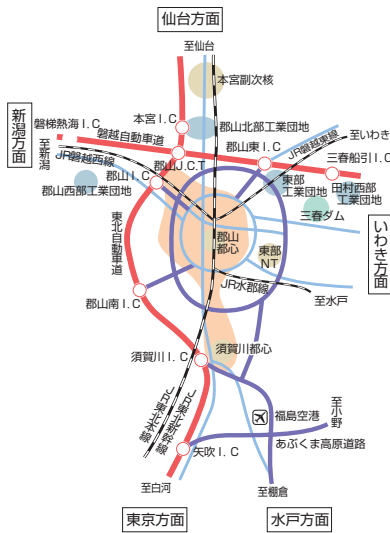 仙台方面
至仙台
本宮副次核
新潟方面
本宮I.C
磐梯熱海I.C
磐越自動車道
郡山北部工業団地
至新潟
JR磐越西線
郡山J.C.T
郡山東I.C
JR磐越東線
至いわき
郡山I.C
三春船引I.C
郡山西部工業団地
東部
工業団地
田村西部
工業団地
三春ダム
いわき方面
東北自動車道
郡山
都心
東部
NT
JR水郡線
至水戸
郡山南I.C
須賀川I.C
須賀川都心
JR東北新幹線
JR東北本線
福島空港
至小野
あぶくま高原道路
矢吹I.C
至白河
至棚倉
東京方面
水戸方面